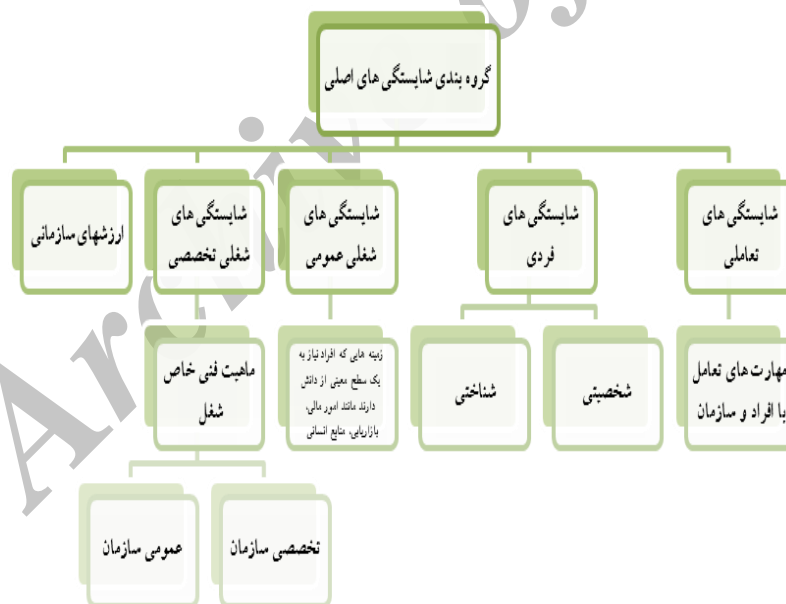 گروه بندی شایستگی های اصلی
شایستگی های
تعاملی
شایستگی های
فردی
شایستگی های
شغلی عمومی
شایستگی های
شغلی تخصصی
ارزشهای سازمانی
مهارت های تعامل
با افراد و سازمان
شخصیتی
شناختی
زمینه هایی که افراد نیاز به
یک سطح معینی از دانش
دارند مانند امور مالی،
بازاریابی، منابع انسانی
ماهیت فنی خاص
شغل
تخصصی سازمان
عمومی سازمان
Archive